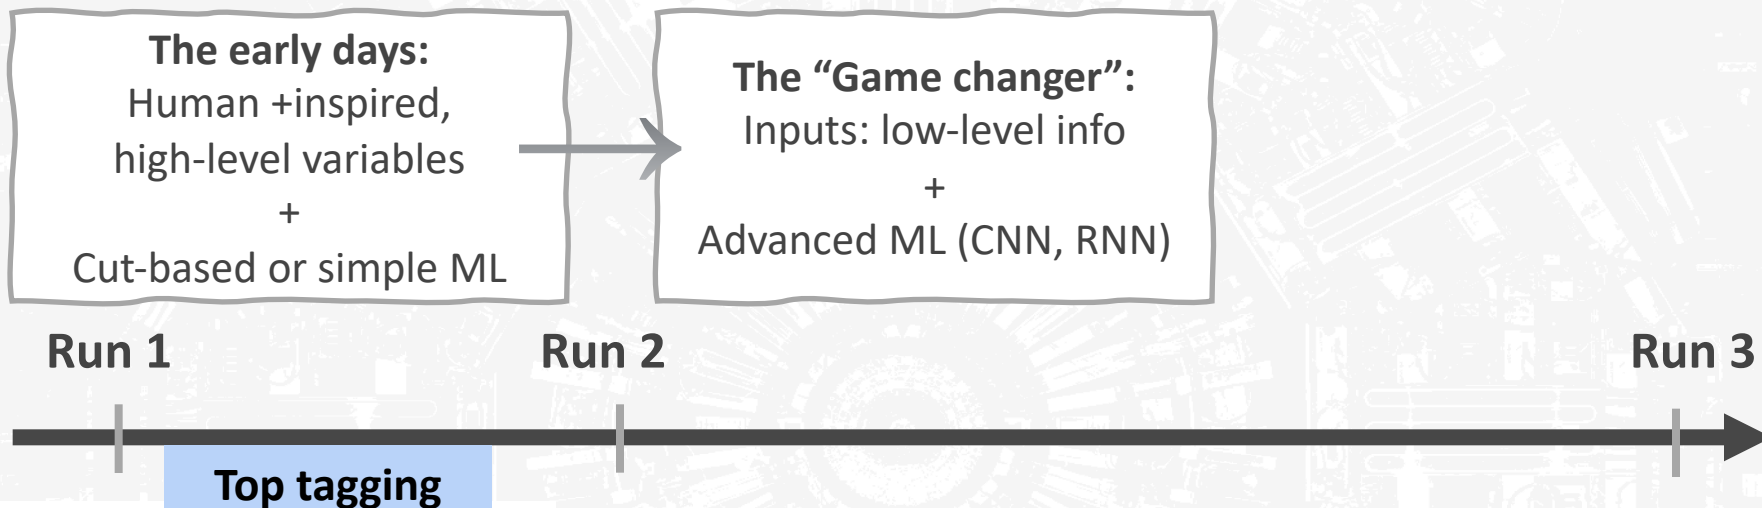 The early days:
Human +inspired,
high-level variables
+
Cut-based or simple ML
The “Game changer”:
Inputs: low-level info
+
Advanced ML (CNN, RNN)
Run 1
Run 2
Run 3
Top tagging